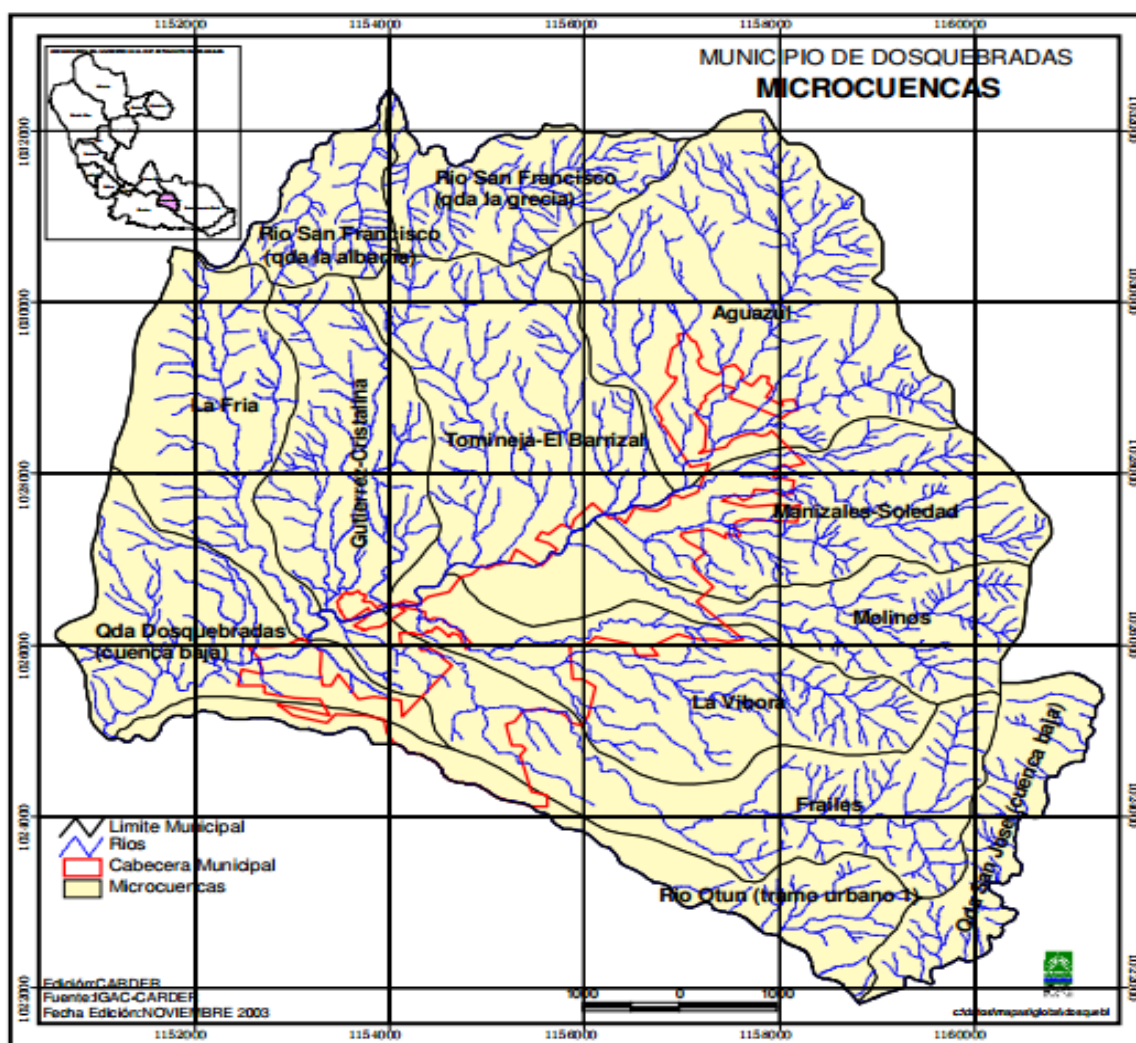 1152000 1154000 1156000 1158000 1160000
MUNICIPIO DE DOSQUEBRADAS
MICROCUENCAS
Rio San Francisco
(qda la grecia)
Rio San Francisco
(qda la albania)
Aguazul
La Fria
Gutierrez-Cristalina
Tomineja-El Barrizal
Manizales-Soledad
Molinos
Qda Dosquebradas
(cuenca baja)
La Vibora
Frailes
Qda San Jose (cuenca baja)
Rio Otun (tramo urbano 1)
Limite Municipal
Rios
Cabecera Municipal
Microcuencas
Edición:CARDER
Fuente:IGAC-CARDER
Fecha Edición:NOVIEMBRE 2003
1000 0 1000
1152000 1154000 1156000 1158000 1160000